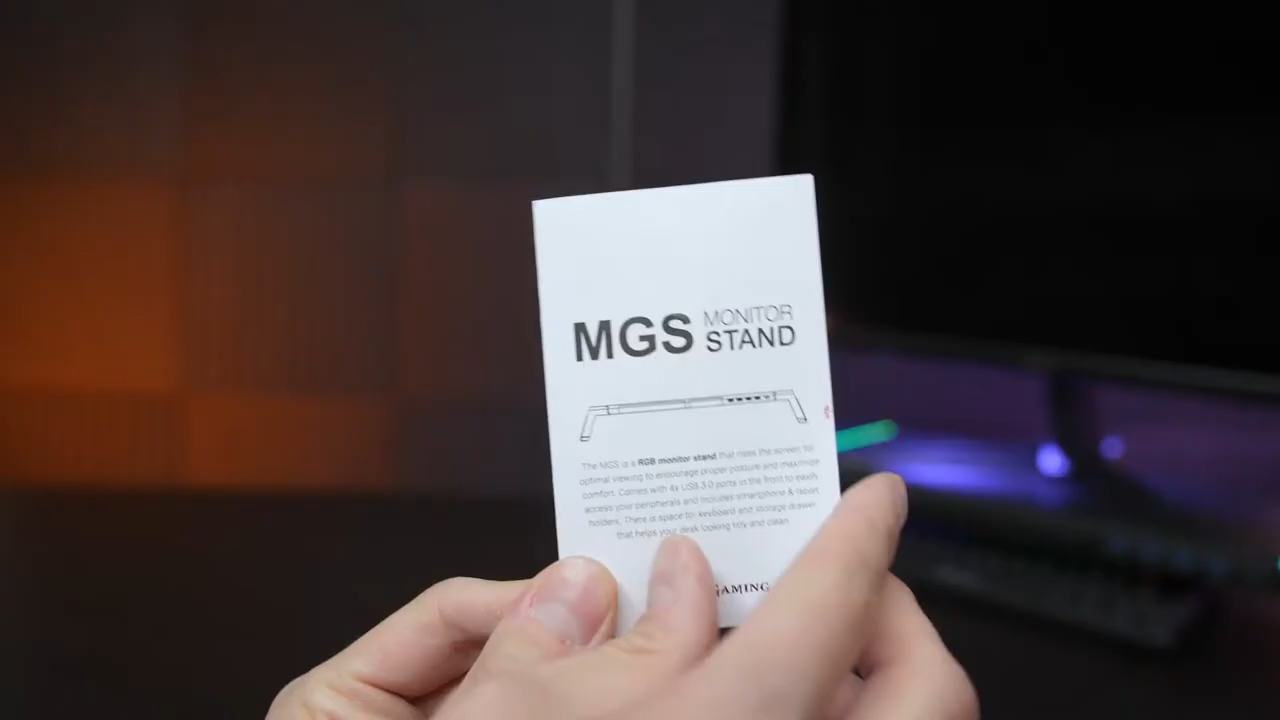 MGS MONITOR
STAND
The MGS is a RGB monitor stand that rises the screen for
optimal viewing to encourage proper posture and maximize
comfort. Comes with 4x USB 3.0 ports in the front to easily
access your peripherals and includes smartphone & tablet
holders. There is space for keyboard and storage drawer
that helps your desk looking tidy and clean.
GAMING